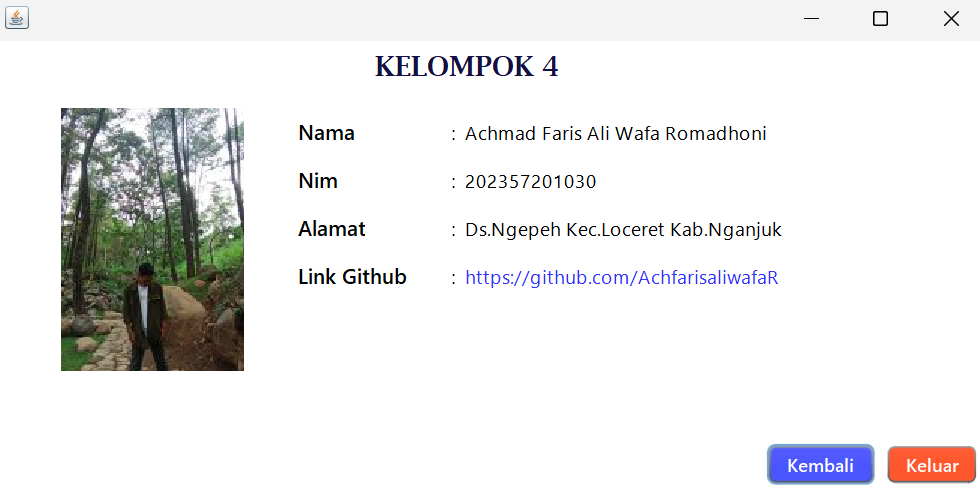 KELOMPOK 4
Nama : Achmad Faris Ali Wafa Romadhoni
Nim : 202357201030
Alamat : Ds.Ngepeh Kec.Loceret Kab.Nganjuk
Link Github : https://github.com/AchfarisaliwafaR
Kembali Keluar